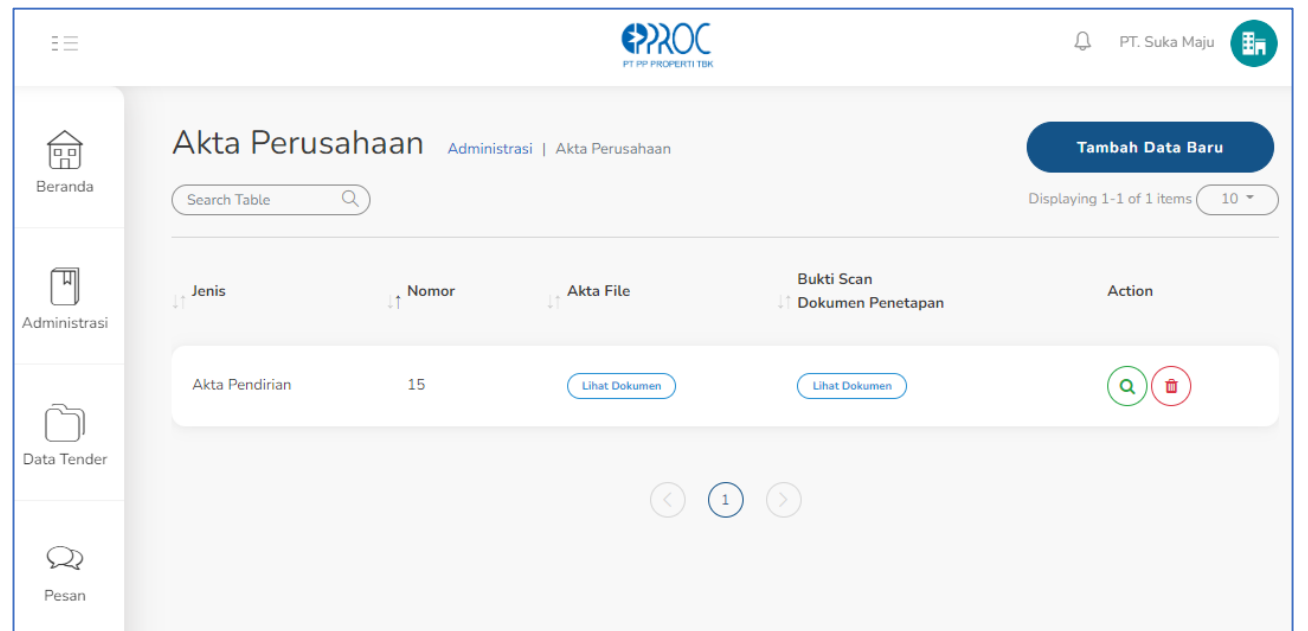 PPROC
PT PP PROPERTI TBK
PT. Suka Maju
Beranda
Administrasi
Data Tender
Pesan
Akta Perusahaan Administrasi | Akta Perusahaan
Tambah Data Baru
Search Table
Displaying 1-1 of 1 items 10
Jenis Nomor Akta File Bukti Scan
Dokumen Penetapan Action
Akta Pendirian 15 Lihat Dokumen Lihat Dokumen
1